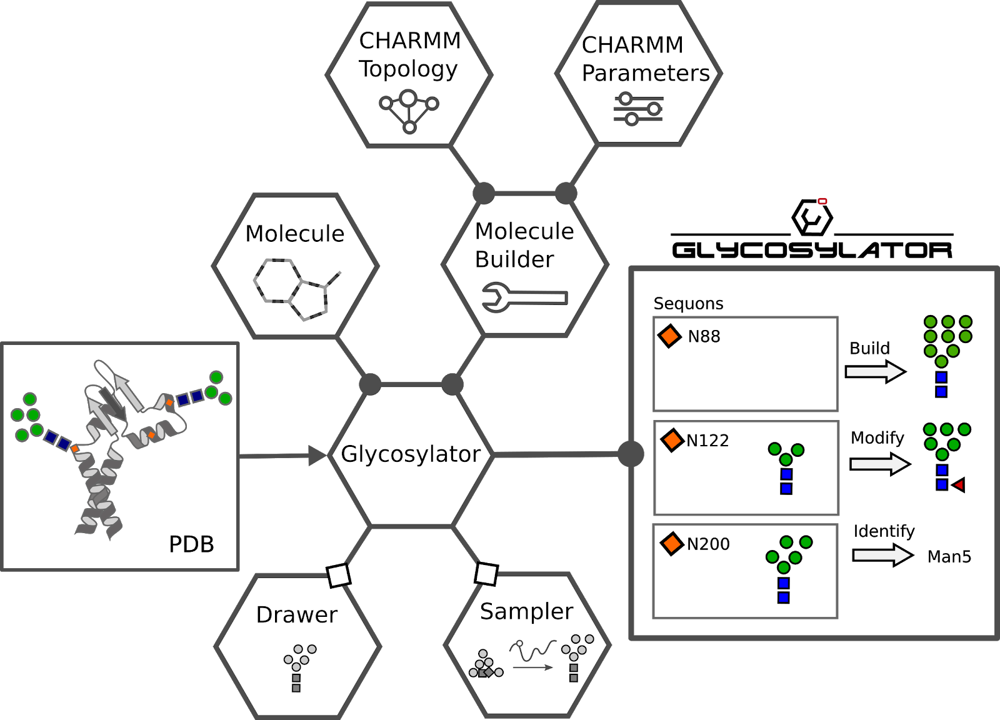 CHARMM
Topology
CHARMM
Parameters
Molecule
Molecule
Builder
GLYCOSYLATOR
Sequons
N88
Build
N122
Modify
N200
Identify
Man5
PDB
Glycosylator
Drawer
Sampler